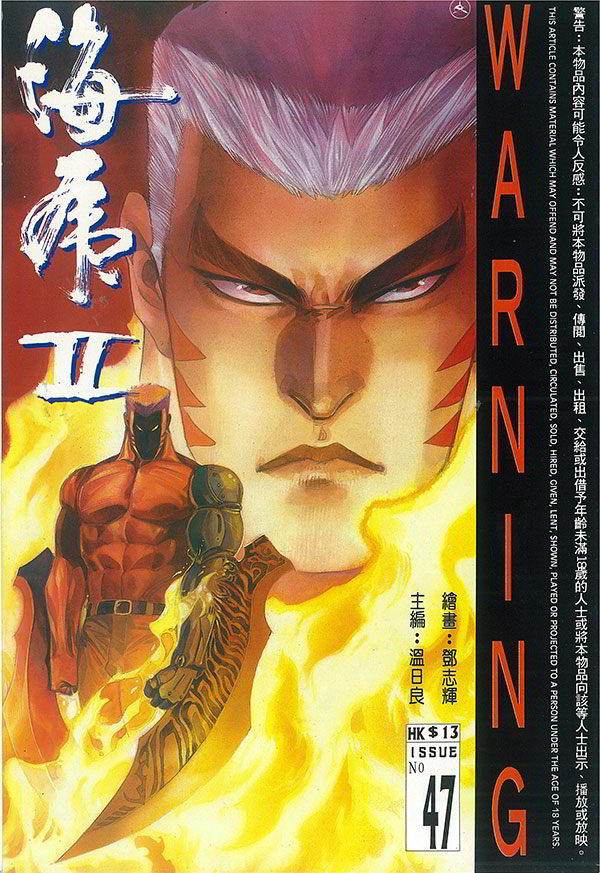 海虎
II
WARNING
THIS ARTICLE CONTAINS MATERIAL WHICH MAY OFFEND AND MAY NOT BE DISTRIBUTED, CIRCULATED, SOLD, HIRED, GIVEN, LENT, SHOWN, PLAYED OR PROJECTED TO A PERSON UNDER THE AGE OF 18 YEARS.
警告：本物品內容可能令人反感；不可將本物品派發、傳閱、出售、出租、交給或出借予年齡未滿18歲的人士或將本物品向該等人士出示、播放或放映。
繪畫：鄧志輝
主編：溫日良
HK $ 13
ISSUE
NO
47